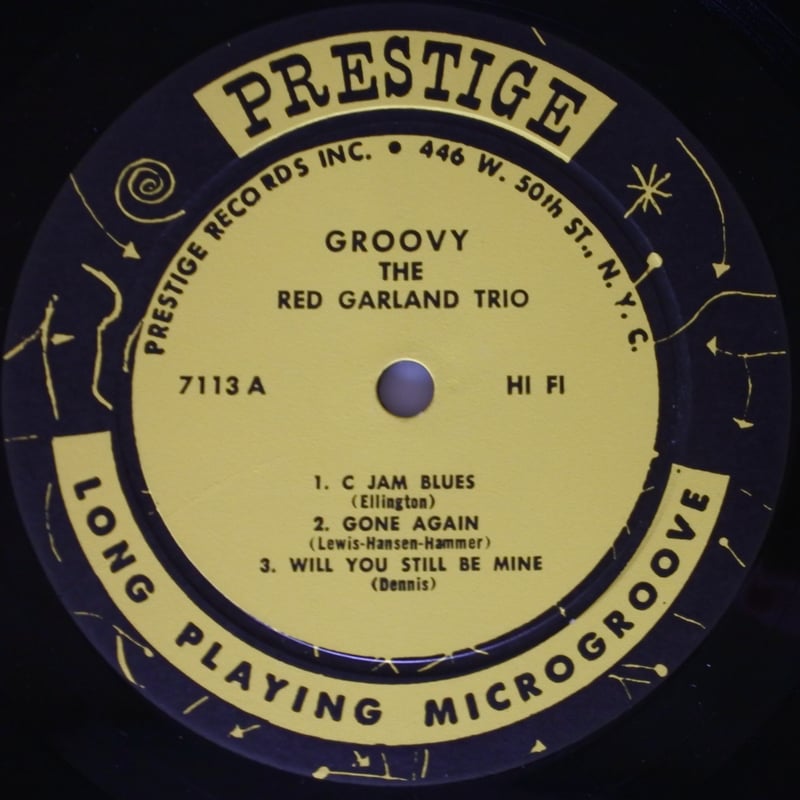 PRESTIGE
PRESTIGE RECORDS INC. • 446 W. 50th ST., N. Y. C.
GROOVY
THE
RED GARLAND TRIO
7113 A
HI FI
1. C JAM BLUES
(Ellington)
2. GONE AGAIN
(Lewis-Hansen-Hammer)
3. WILL YOU STILL BE MINE
(Dennis)
LONG PLAYING MICROGROOVE